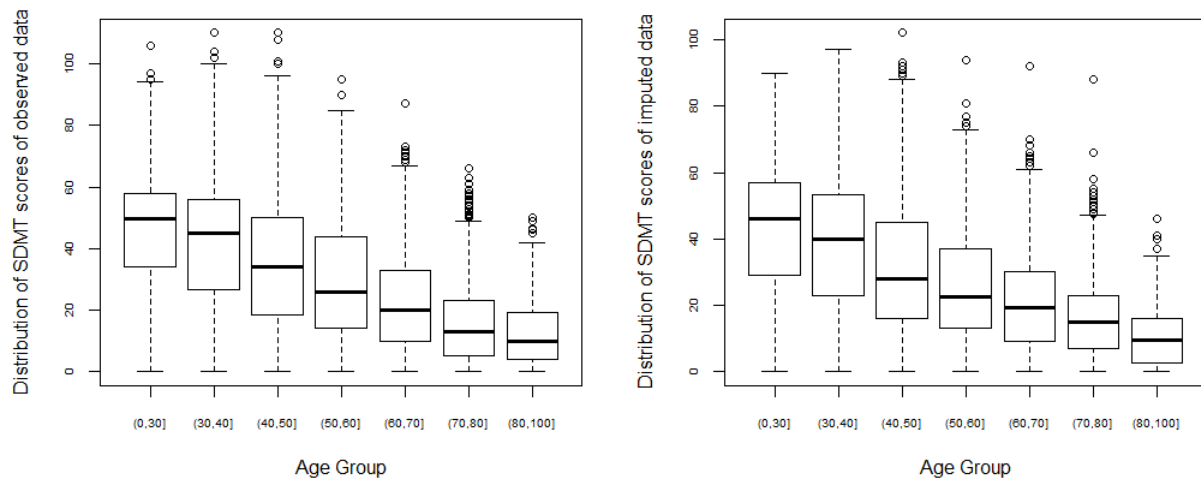 Distribution of SDMT scores of observed data
100
80
60
40
20
0
(0,30] (30,40] (40,50] (50,60] (60,70] (70,80] (80,100]
Age Group
Distribution of SDMT scores of imputed data
100
80
60
40
20
0
(0,30] (30,40] (40,50] (50,60] (60,70] (70,80] (80,100]
Age Group